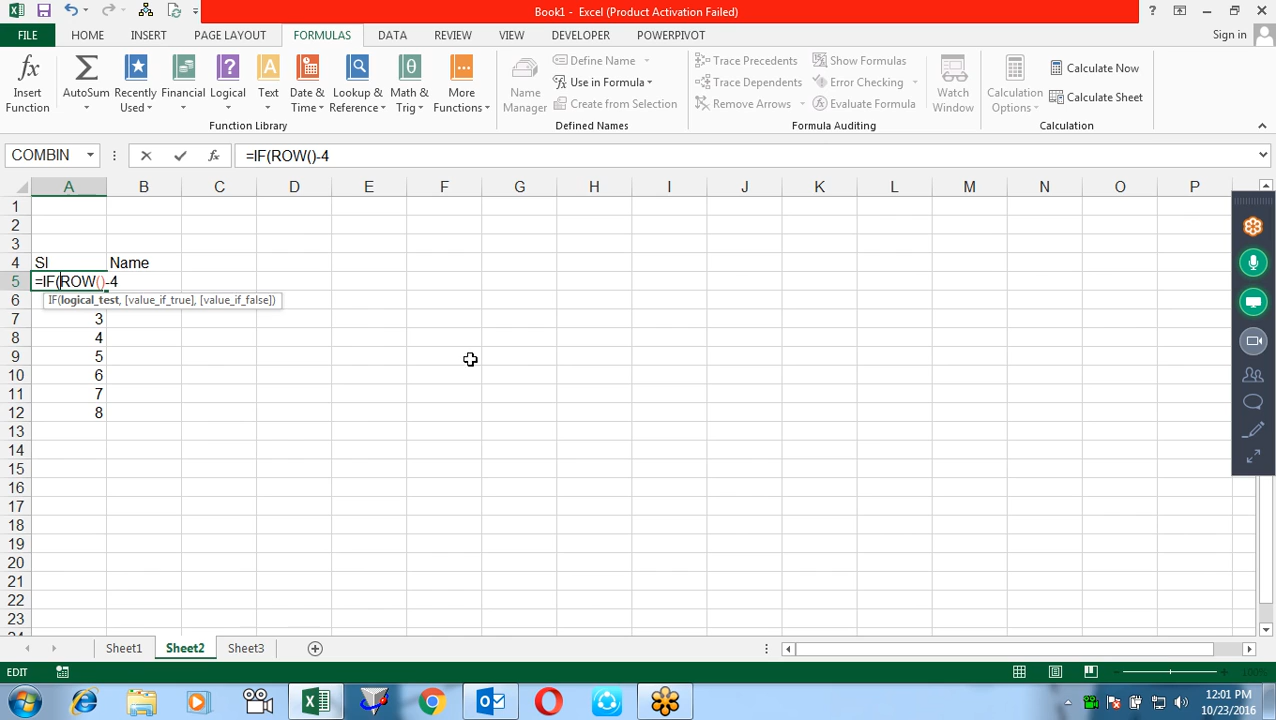 Book1 - Excel (Product Activation Failed)
FILE HOME INSERT PAGE LAYOUT FORMULAS DATA REVIEW VIEW DEVELOPER POWERPIVOT Sign in
Insert Function
AutoSum
Recently Used
Financial
Logical
Text
Date & Time
Lookup & Reference
Math & Trig
More Functions
Function Library
Name Manager
Define Name
Use in Formula
Create from Selection
Defined Names
Trace Precedents
Trace Dependents
Remove Arrows
Show Formulas
Error Checking
Evaluate Formula
Formula Auditing
Watch Window
Calculation Options
Calculate Now
Calculate Sheet
Calculation
COMBIN =IF(ROW()-4
A B C D E F G H I J K L M N O P
1
2
3
4 SI Name
5 =IF(ROW()-4
6 IF(logical_test, [value_if_true], [value_if_false])
7 3
8 4
9 5
10 6
11 7
12 8
13
14
15
16
17
18
19
20
21
22
23
Sheet1 Sheet2 Sheet3
EDIT 100%
12:01 PM
10/23/2016